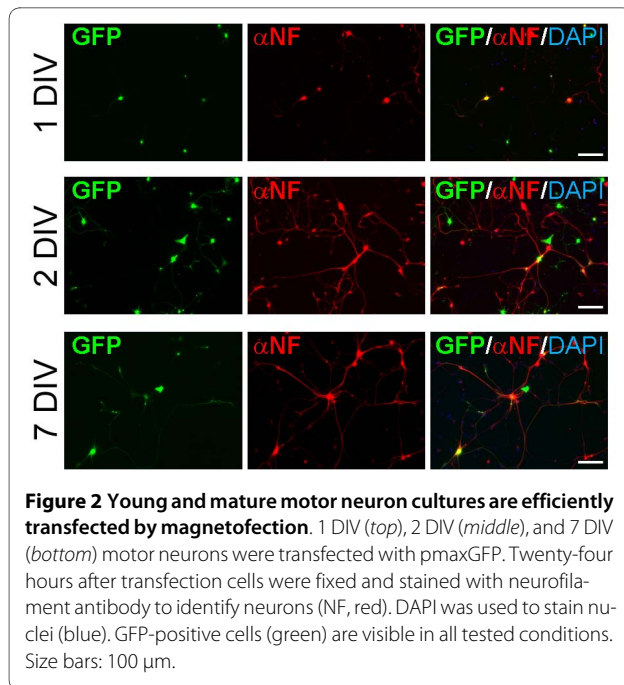 1 DIV
GFP
αNF
GFP/αNF/DAPI
2 DIV
GFP
αNF
GFP/αNF/DAPI
7 DIV
GFP
αNF
GFP/αNF/DAPI
Figure 2 Young and mature motor neuron cultures are efficiently
transfected by magnetofection. 1 DIV (top), 2 DIV (middle), and 7 DIV
(bottom) motor neurons were transfected with pmaxGFP. Twenty-four
hours after transfection cells were fixed and stained with neurofila-
ment antibody to identify neurons (NF, red). DAPI was used to stain nu-
clei (blue). GFP-positive cells (green) are visible in all tested conditions.
Size bars: 100 μm.